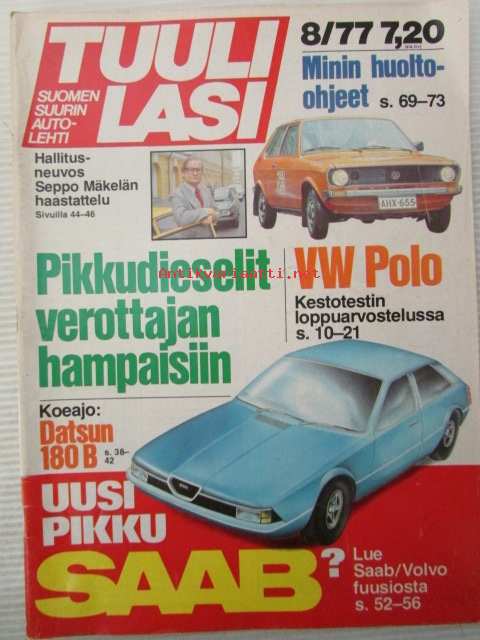 TUULI
LASI
SUOMEN
SUURIN
AUTO-
LEHTI
8/77 7,20
Minin huolto-
ohjeet s. 69–73
Hallitus-
neuvos
Seppo Mäkelän
haastattelu
Sivuilla 44–46
AHX-655
Pikkudieselit
verottajan
hampaisiin
VW Polo
Kestotestin
loppuarvostelussa
s. 10–21
Antikvariaatti.net
Koeajo:
Datsun
180 B s. 38–
42
UUSI
PIKKU
SAAB?
Lue
Saab/Volvo
fuusiosta
s. 52–56